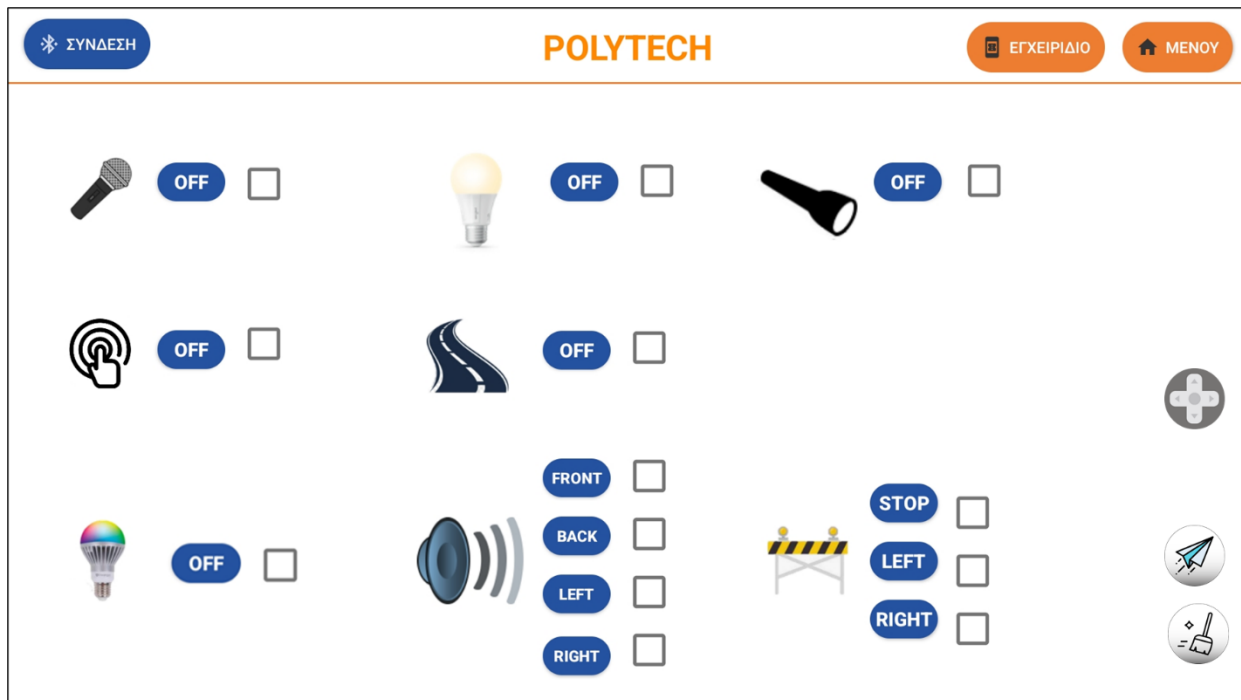 ΣΥΝΔΕΣΗ
POLYTECH
ΕΓΧΕΙΡΙΔΙΟ
ΜΕΝΟΥ
OFF
OFF
OFF
OFF
OFF
OFF
FRONT
BACK
LEFT
RIGHT
STOP
LEFT
RIGHT